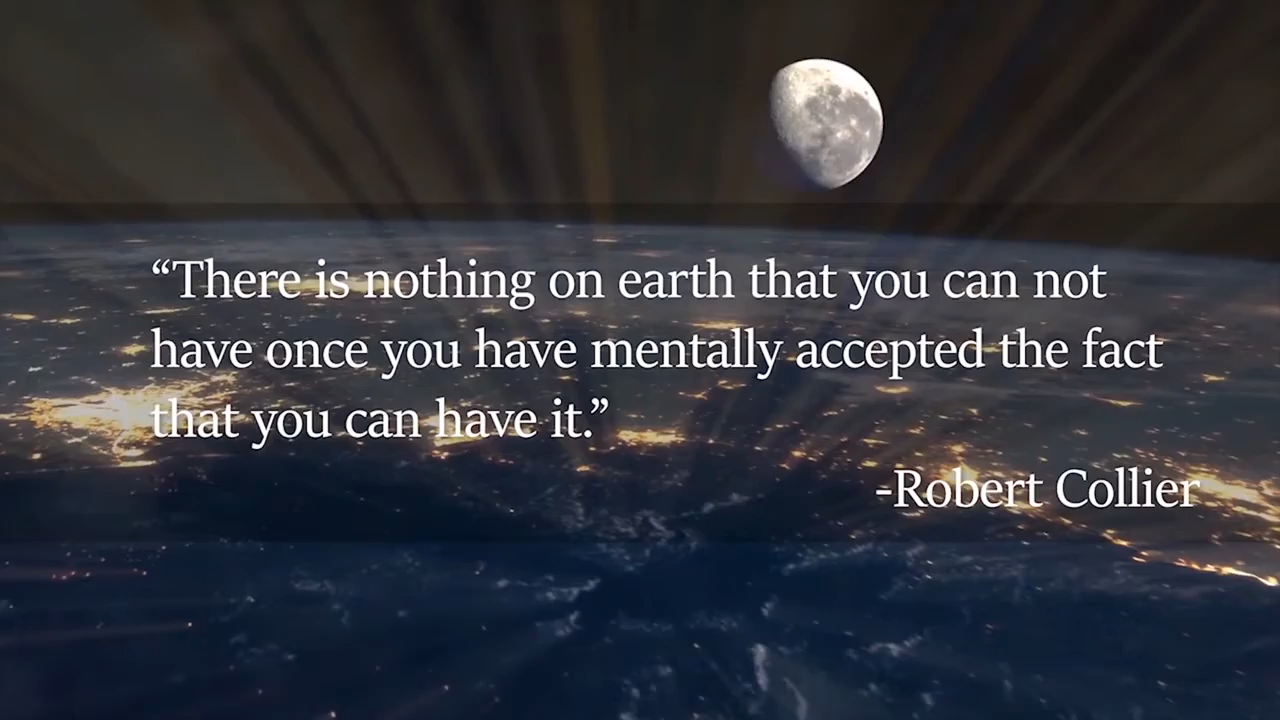 “There is nothing on earth that you can not
have once you have mentally accepted the fact
that you can have it.”
-Robert Collier